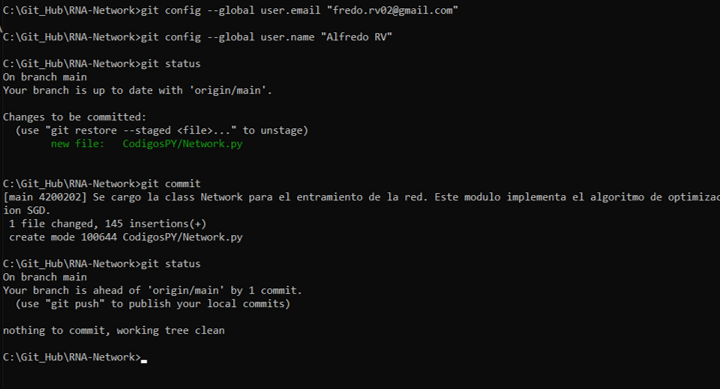 C:\Git_Hub\RNA-Network>git config --global user.email "fredo.rv02@gmail.com"
C:\Git_Hub\RNA-Network>git config --global user.name "Alfredo RV"
C:\Git_Hub\RNA-Network>git status
On branch main
Your branch is up to date with 'origin/main'.
Changes to be committed:
  (use "git restore --staged <file>..." to unstage)
        new file:   CodigosPY/Network.py
C:\Git_Hub\RNA-Network>git commit
[main 4200202] Se cargo la class Network para el entramiento de la red. Este modulo implementa el algoritmo de optimizac
ion SGD.
 1 file changed, 145 insertions(+)
 create mode 100644 CodigosPY/Network.py
C:\Git_Hub\RNA-Network>git status
On branch main
Your branch is ahead of 'origin/main' by 1 commit.
  (use "git push" to publish your local commits)
nothing to commit, working tree clean
C:\Git_Hub\RNA-Network>